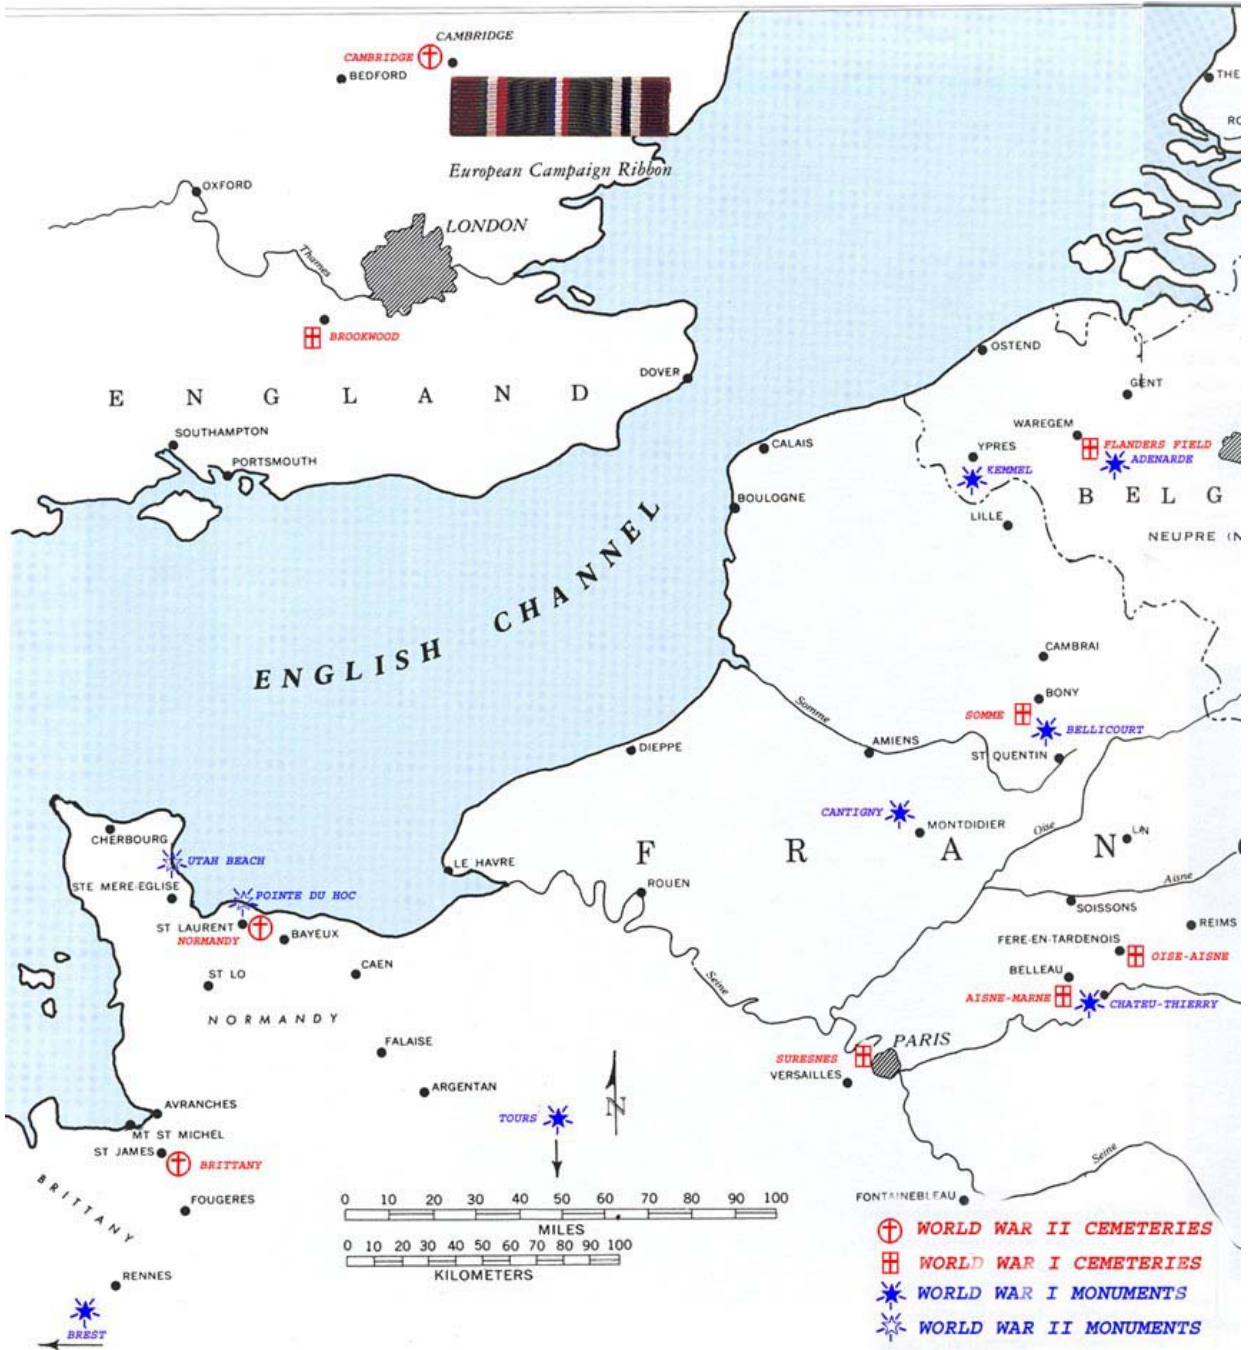 CAMBRIDGE
CAMBRIDGE
BEDFORD
THE
RO
European Campaign Ribbon
OXFORD
LONDON
Thames
BROOKWOOD
OSTEND
DOVER
GENT
ENGLAND
SOUTHAMPTON
PORTSMOUTH
CALAIS
WAREGEM
FLANDERS FIELD
YPRES
ADENARDE
KEMMEL
BOULOGNE
BELG
LILLE
NEUPRE (N
ENGLISH CHANNEL
CAMBRAI
BONY
SOMME
Somme
BELLICOURT
DIEPPE
AMIENS
ST QUENTIN
CANTIGNY
MONTDIDIER
Oise
CHERBOURG
FRAN
UTAH BEACH
LE HAVRE
Aisne
STE MERE-EGLISE
POINTE DU HOC
ROUEN
SOISSONS
ST LAURENT
NORMANDY
BAYEUX
REIMS
FERE-EN-TARDENOIS
OISE-AISNE
ST LO
CAEN
Seine
BELLEAU
AISNE-MARNE
CHATEU-THIERRY
NORMANDY
FALAISE
PARIS
SURESNES
VERSAILLES
ARGENTAN
AVRANCHES
TOURS
N
MT ST MICHEL
ST JAMES
BRITTANY
Seine
BRITTANY
FOUGERES
FONTAINEBLEAU
0 10 20 30 40 50 60 70 80 90 100
MILES
0 10 20 30 40 50 60 70 80 90 100
KILOMETERS
RENNES
BREST
WORLD WAR II CEMETERIES
WORLD WAR I CEMETERIES
WORLD WAR I MONUMENTS
WORLD WAR II MONUMENTS